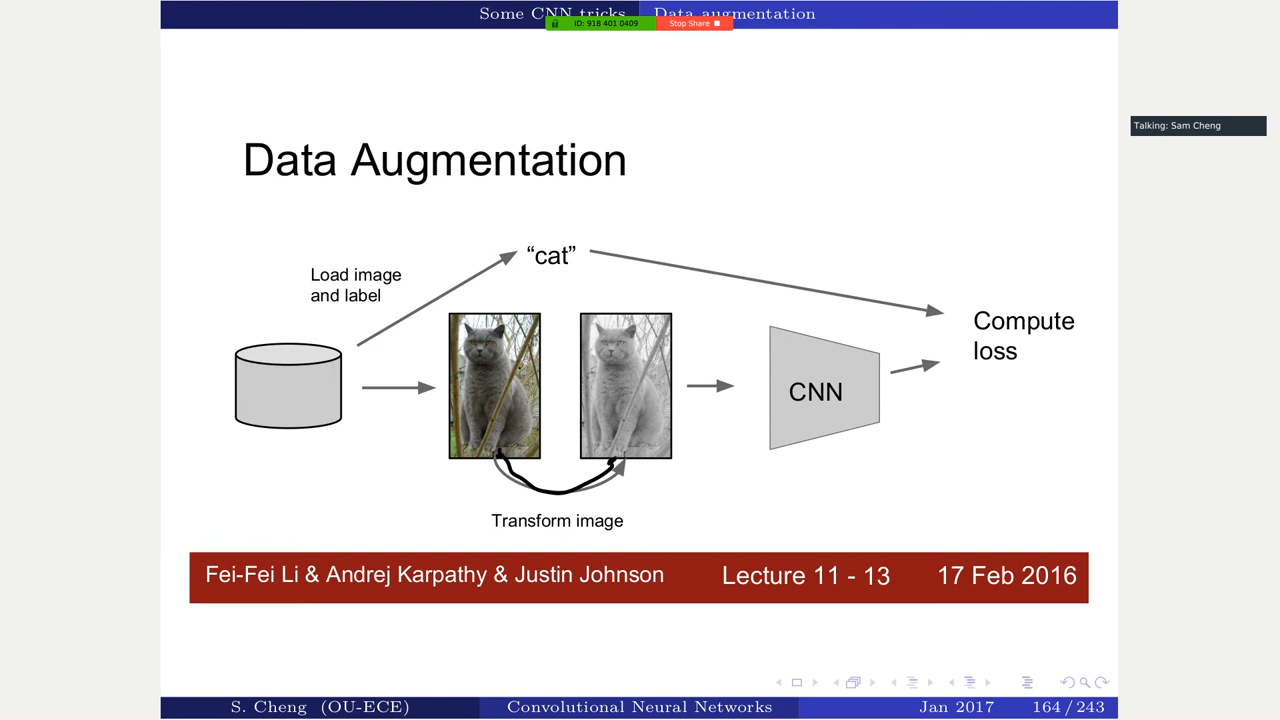 Some CNN tricks Data augmentation
ID: 918 401 0409 Stop Share
Talking: Sam Cheng
Data Augmentation
“cat”
Load image
and label
Compute
loss
CNN
Transform image
Fei-Fei Li & Andrej Karpathy & Justin Johnson Lecture 11 - 13 17 Feb 2016
S. Cheng (OU-ECE) Convolutional Neural Networks Jan 2017 164 / 243